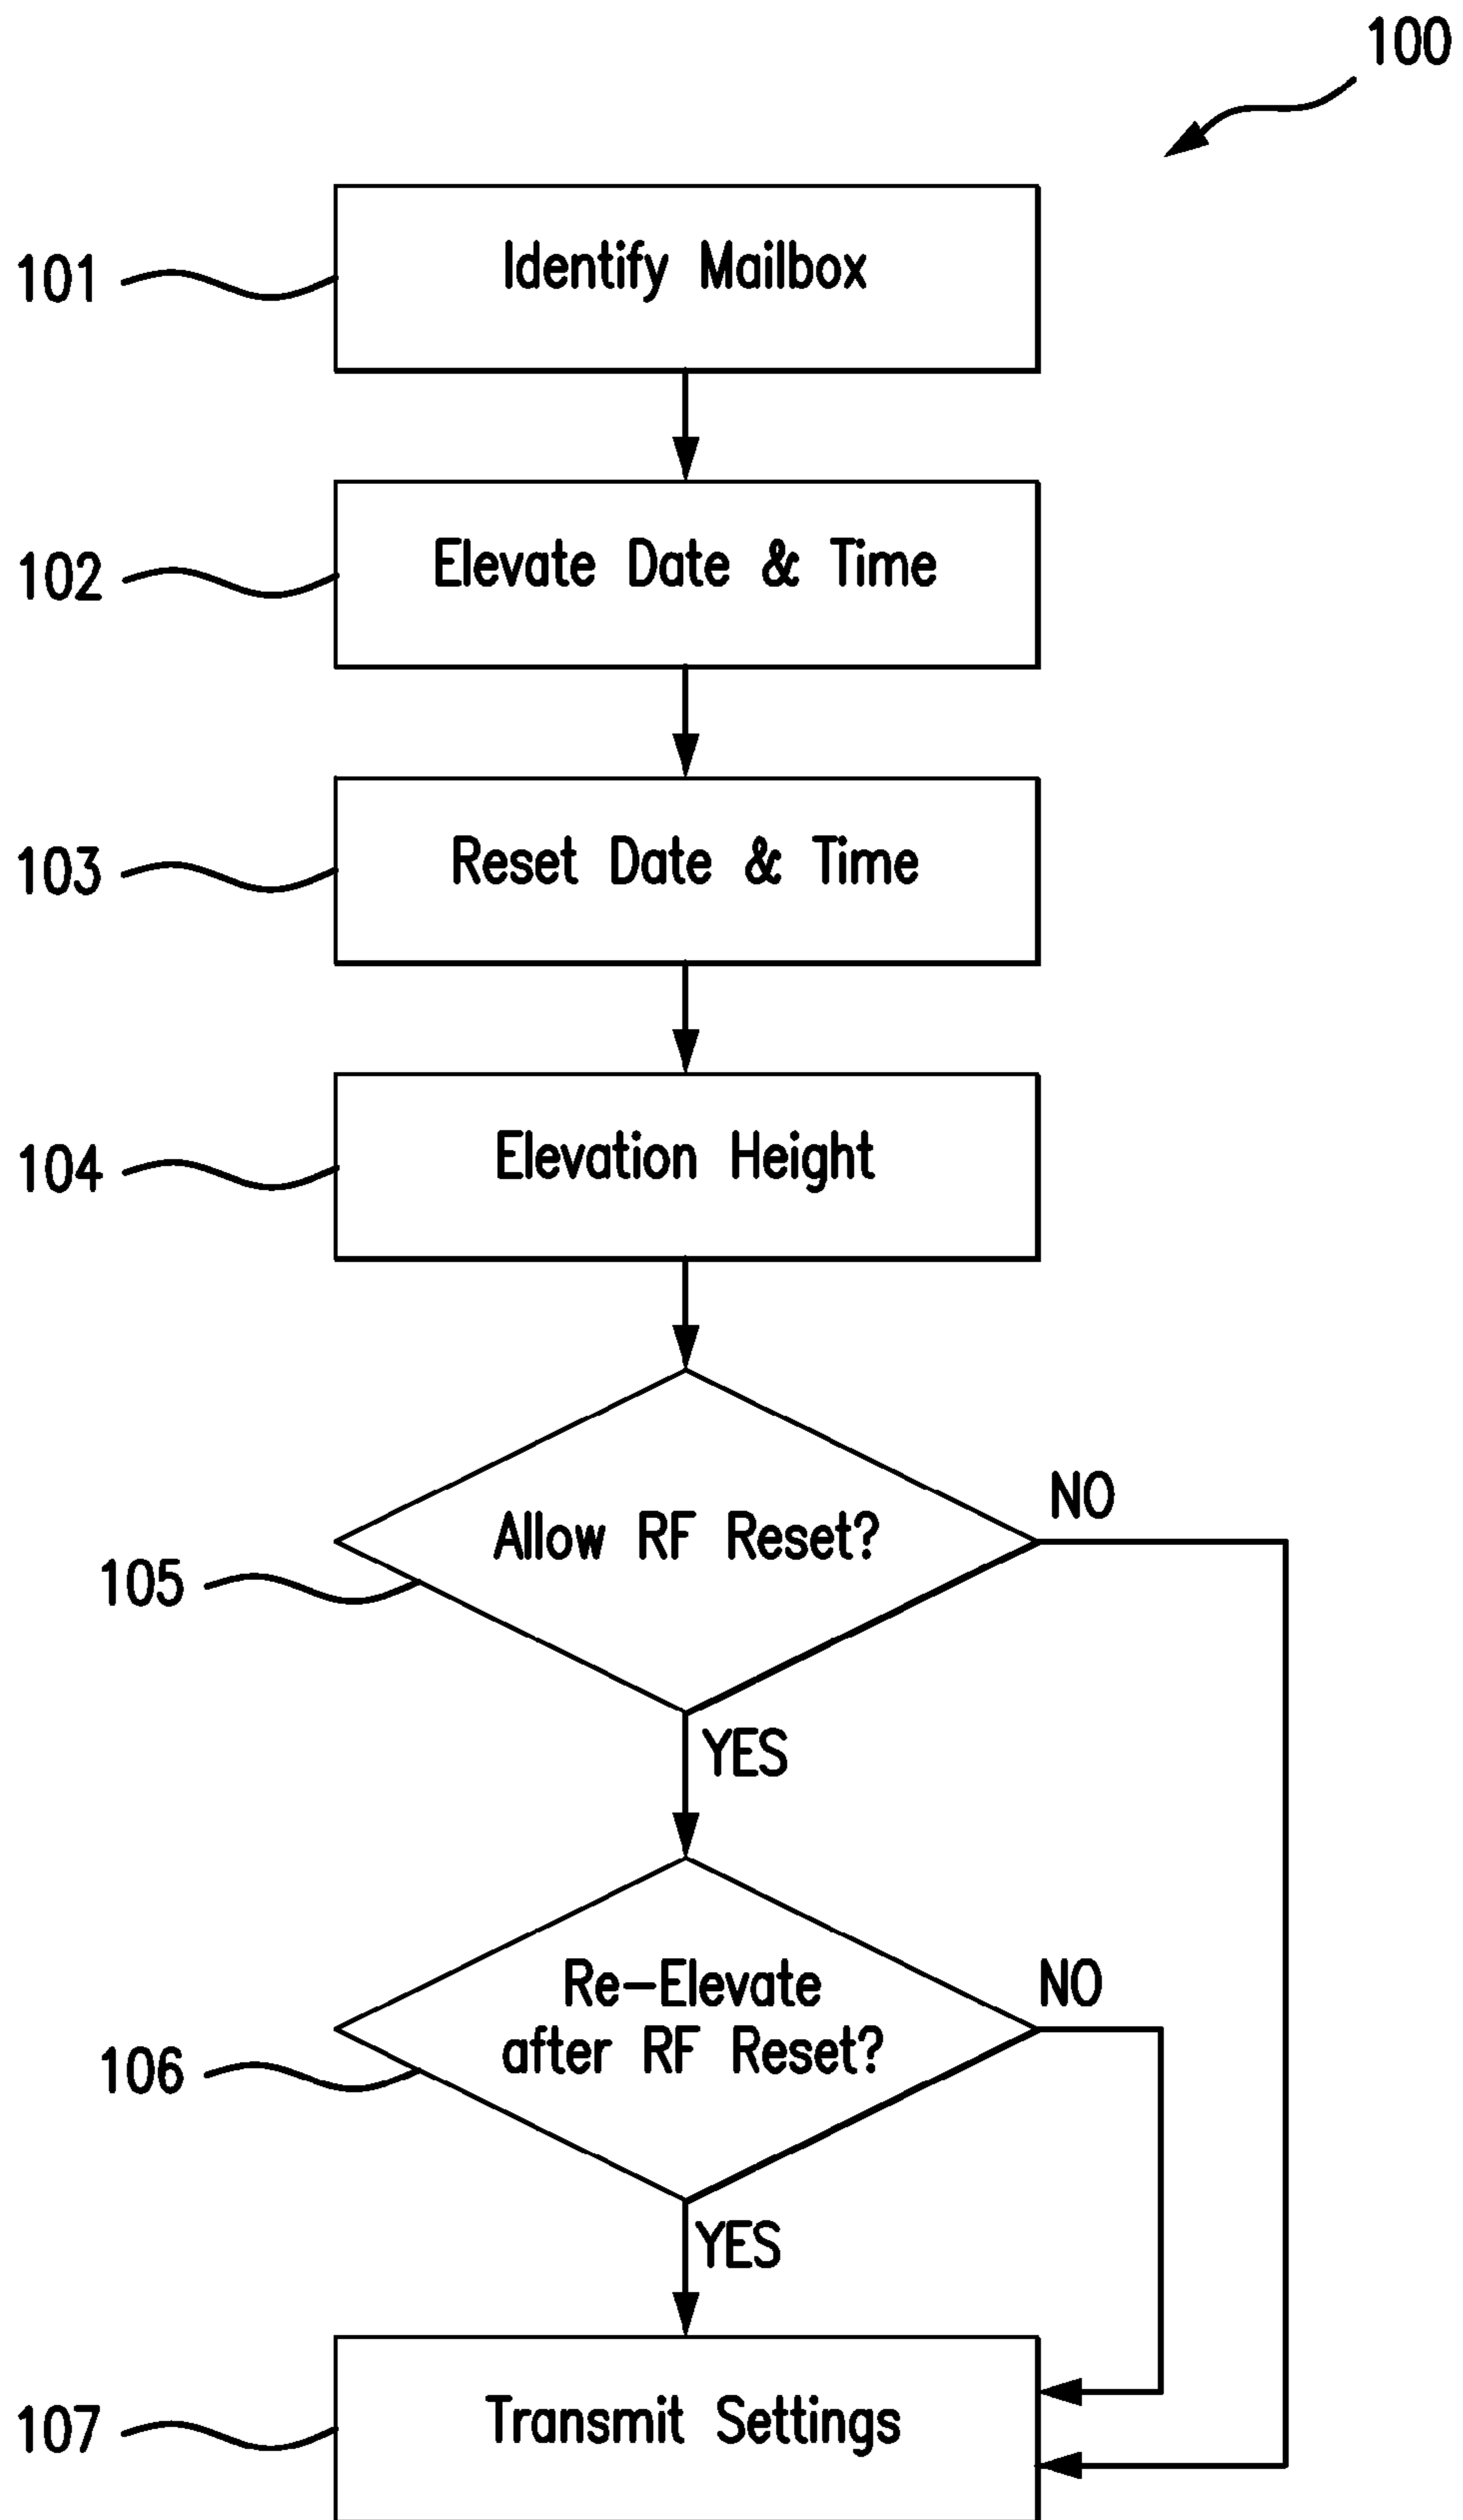 100
101
Identify Mailbox
102
Elevate Date & Time
103
Reset Date & Time
104
Elevation Height
NO
Allow RF Reset?
105
YES
Re-Elevate
NO
after RF Reset?
106
YES
107
Transmit Settings